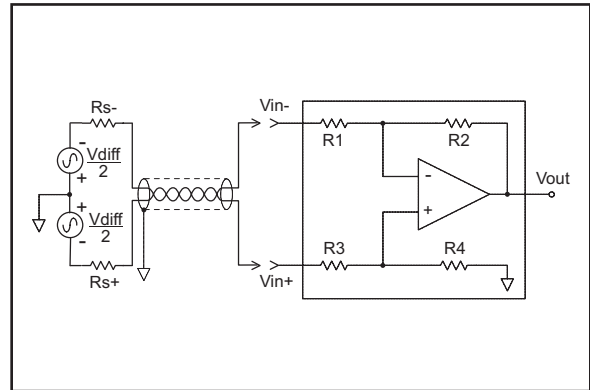 Rs-
-
Vdiff
2
+
+
Vdiff
2
-
Rs+
Vin-
Vin+
R1
R2
-
+
R3
R4
Vout